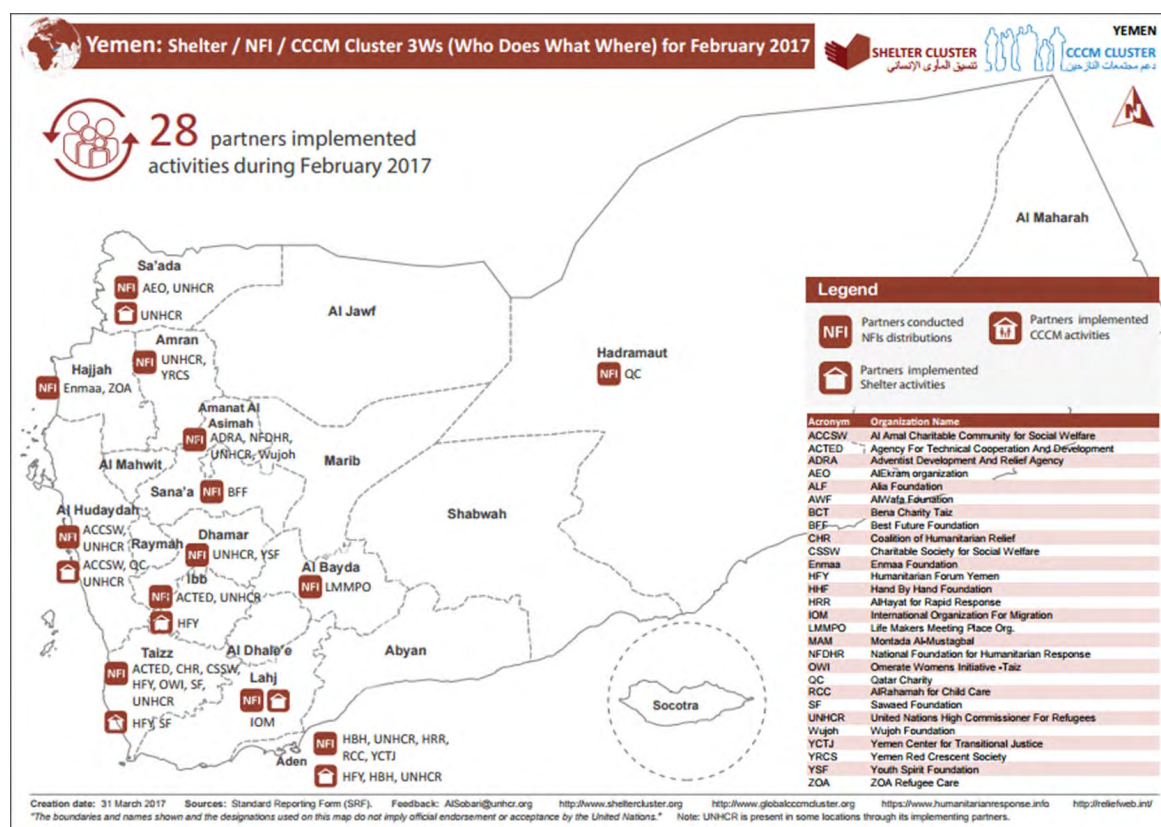 Yemen: Shelter / NFI / CCCM Cluster 3Ws (Who Does What Where) for February 2017
SHELTER CLUSTER
تنسيق المأوى الإنساني
YEMEN
CCCM CLUSTER
دعم مجتمعات النازحين
N
28 partners implemented
activities during February 2017
Al Maharah
Sa'ada
NFI AEO, UNHCR
UNHCR
Al Jawf
Amran
NFI UNHCR,
YRCS
Hajjah
NFI Enmaa, ZOA
Hadramaut
NFI QC
Amanat Al
Asimah
NFI ADRA, NFDHR,
UNHCR, Wujoh
Al Mahwit
Marib
Sana'a NFI BFF
Shabwah
Al Hudaydah
NFI ACCSW,
UNHCR
ACCSW, QC,
UNHCR
Raymah
Dhamar
NFI UNHCR, YSF
Al Bayda
NFI LMMPO
Ibb
NFI ACTED, UNHCR
HFY
Taizz
NFI ACTED, CHR, CSSW,
HFY, OWI, SF,
UNHCR
HFY, SF
Al Dhale'e
Abyan
Lahj
NFI
IOM
Socotra
Aden
NFI HBH, UNHCR, HRR,
RCC, YCTJ
HFY, HBH, UNHCR
Legend
NFI Partners conducted
NFIs distributions
Partners implemented
CCCM activities
Partners implemented
Shelter activities
Acronym Organization Name
ACCSW Al Amal Charitable Community for Social Welfare
ACTED Agency For Technical Cooperation And Development
ADRA Adventist Development And Relief Agency
AEO AlEkram organization
ALF Alia Foundation
AWF AlWafa Founation
BCT Bena Charity Taiz
BFF Best Future Foundation
CHR Coalition of Humanitarian Relief
CSSW Charitable Society for Social Welfare
Enmaa Enmaa Foundation
HFY Humanitarian Forum Yemen
HHF Hand By Hand Foundation
HRR AlHayat for Rapid Response
IOM International Organization For Migration
LMMPO Life Makers Meeting Place Org.
MAM Montada Al-Mustagbal
NFDHR National Foundation for Humanitarian Response
OWI Omerate Womens Initiative -Taiz
QC Qatar Charity
RCC AlRahamah for Child Care
SF Sawaed Foundation
UNHCR United Nations High Commissioner For Refugees
Wujoh Wujoh Foundation
YCTJ Yemen Center for Transitional Justice
YRCS Yemen Red Crescent Society
YSF Youth Spirit Foundation
ZOA ZOA Refugee Care
Creation date: 31 March 2017 Sources: Standard Reporting Form (SRF). Feedback: AlSobari@unhcr.org http://www.sheltercluster.org http://www.globalcccmcluster.org https://www.humanitarianresponse.info http://reliefweb.int/
"The boundaries and names shown and the designations used on this map do not imply official endorsement or acceptance by the United Nations." Note: UNHCR is present in some locations through its implementing partners.